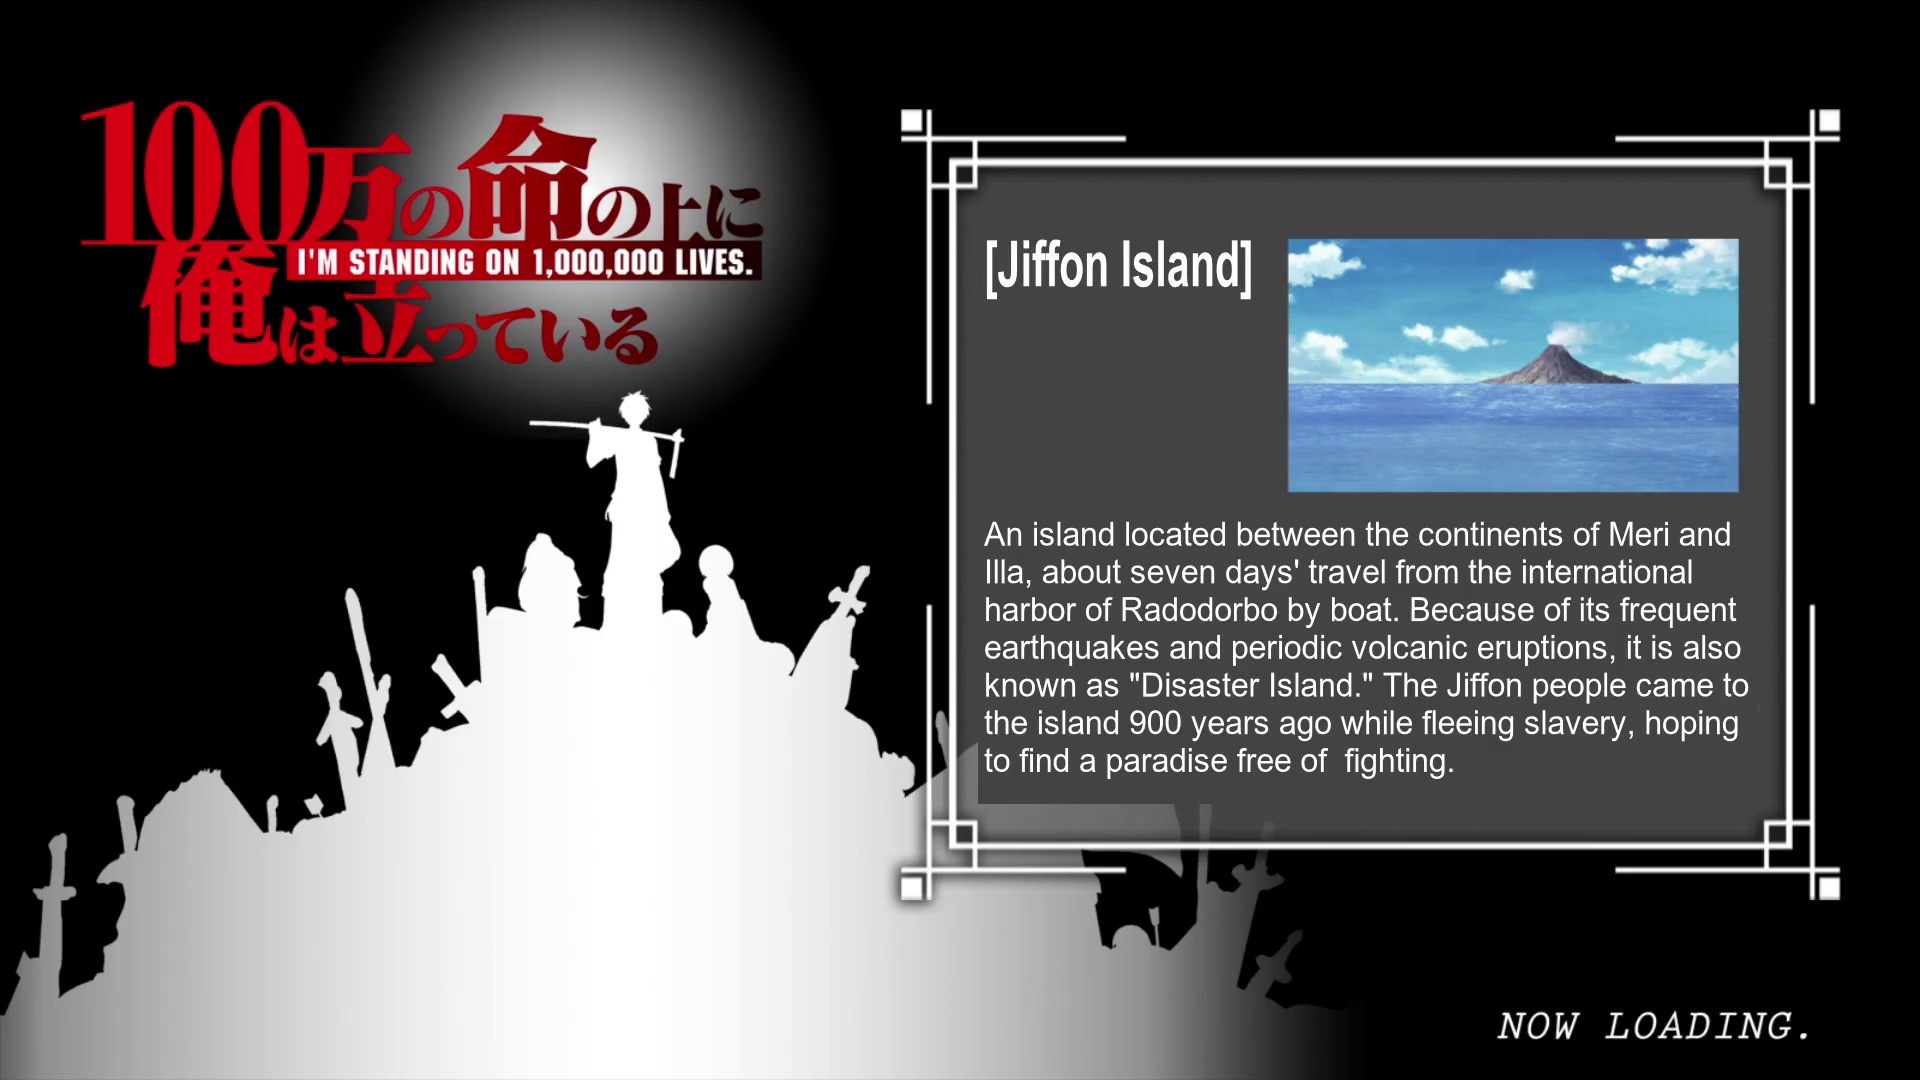 100万の命の上に
I'M STANDING ON 1,000,000 LIVES.
俺は立っている
[Jiffon Island]
An island located between the continents of Meri and
Illa, about seven days' travel from the international
harbor of Radodorbo by boat. Because of its frequent
earthquakes and periodic volcanic eruptions, it is also
known as "Disaster Island." The Jiffon people came to
the island 900 years ago while fleeing slavery, hoping
to find a paradise free of  fighting.
NOW LOADING.